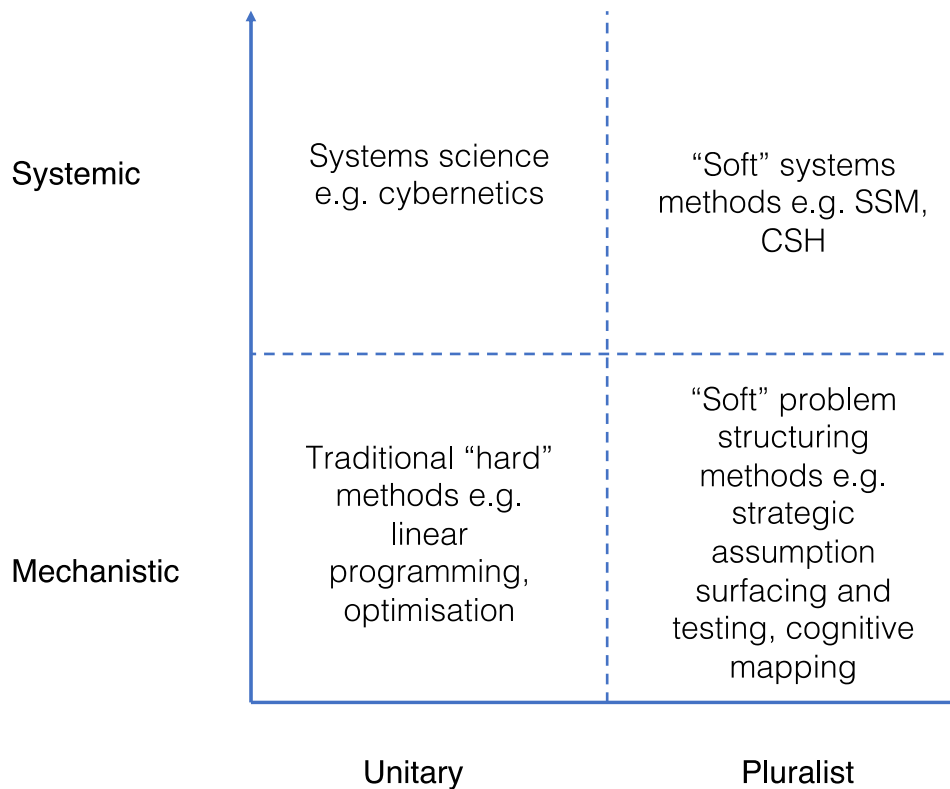 Systemic
Systems science
e.g. cybernetics
“Soft” systems
methods e.g. SSM,
CSH
Mechanistic
Traditional “hard”
methods e.g.
linear
programming,
optimisation
“Soft” problem
structuring
methods e.g.
strategic
assumption
surfacing and
testing, cognitive
mapping
Unitary
Pluralist